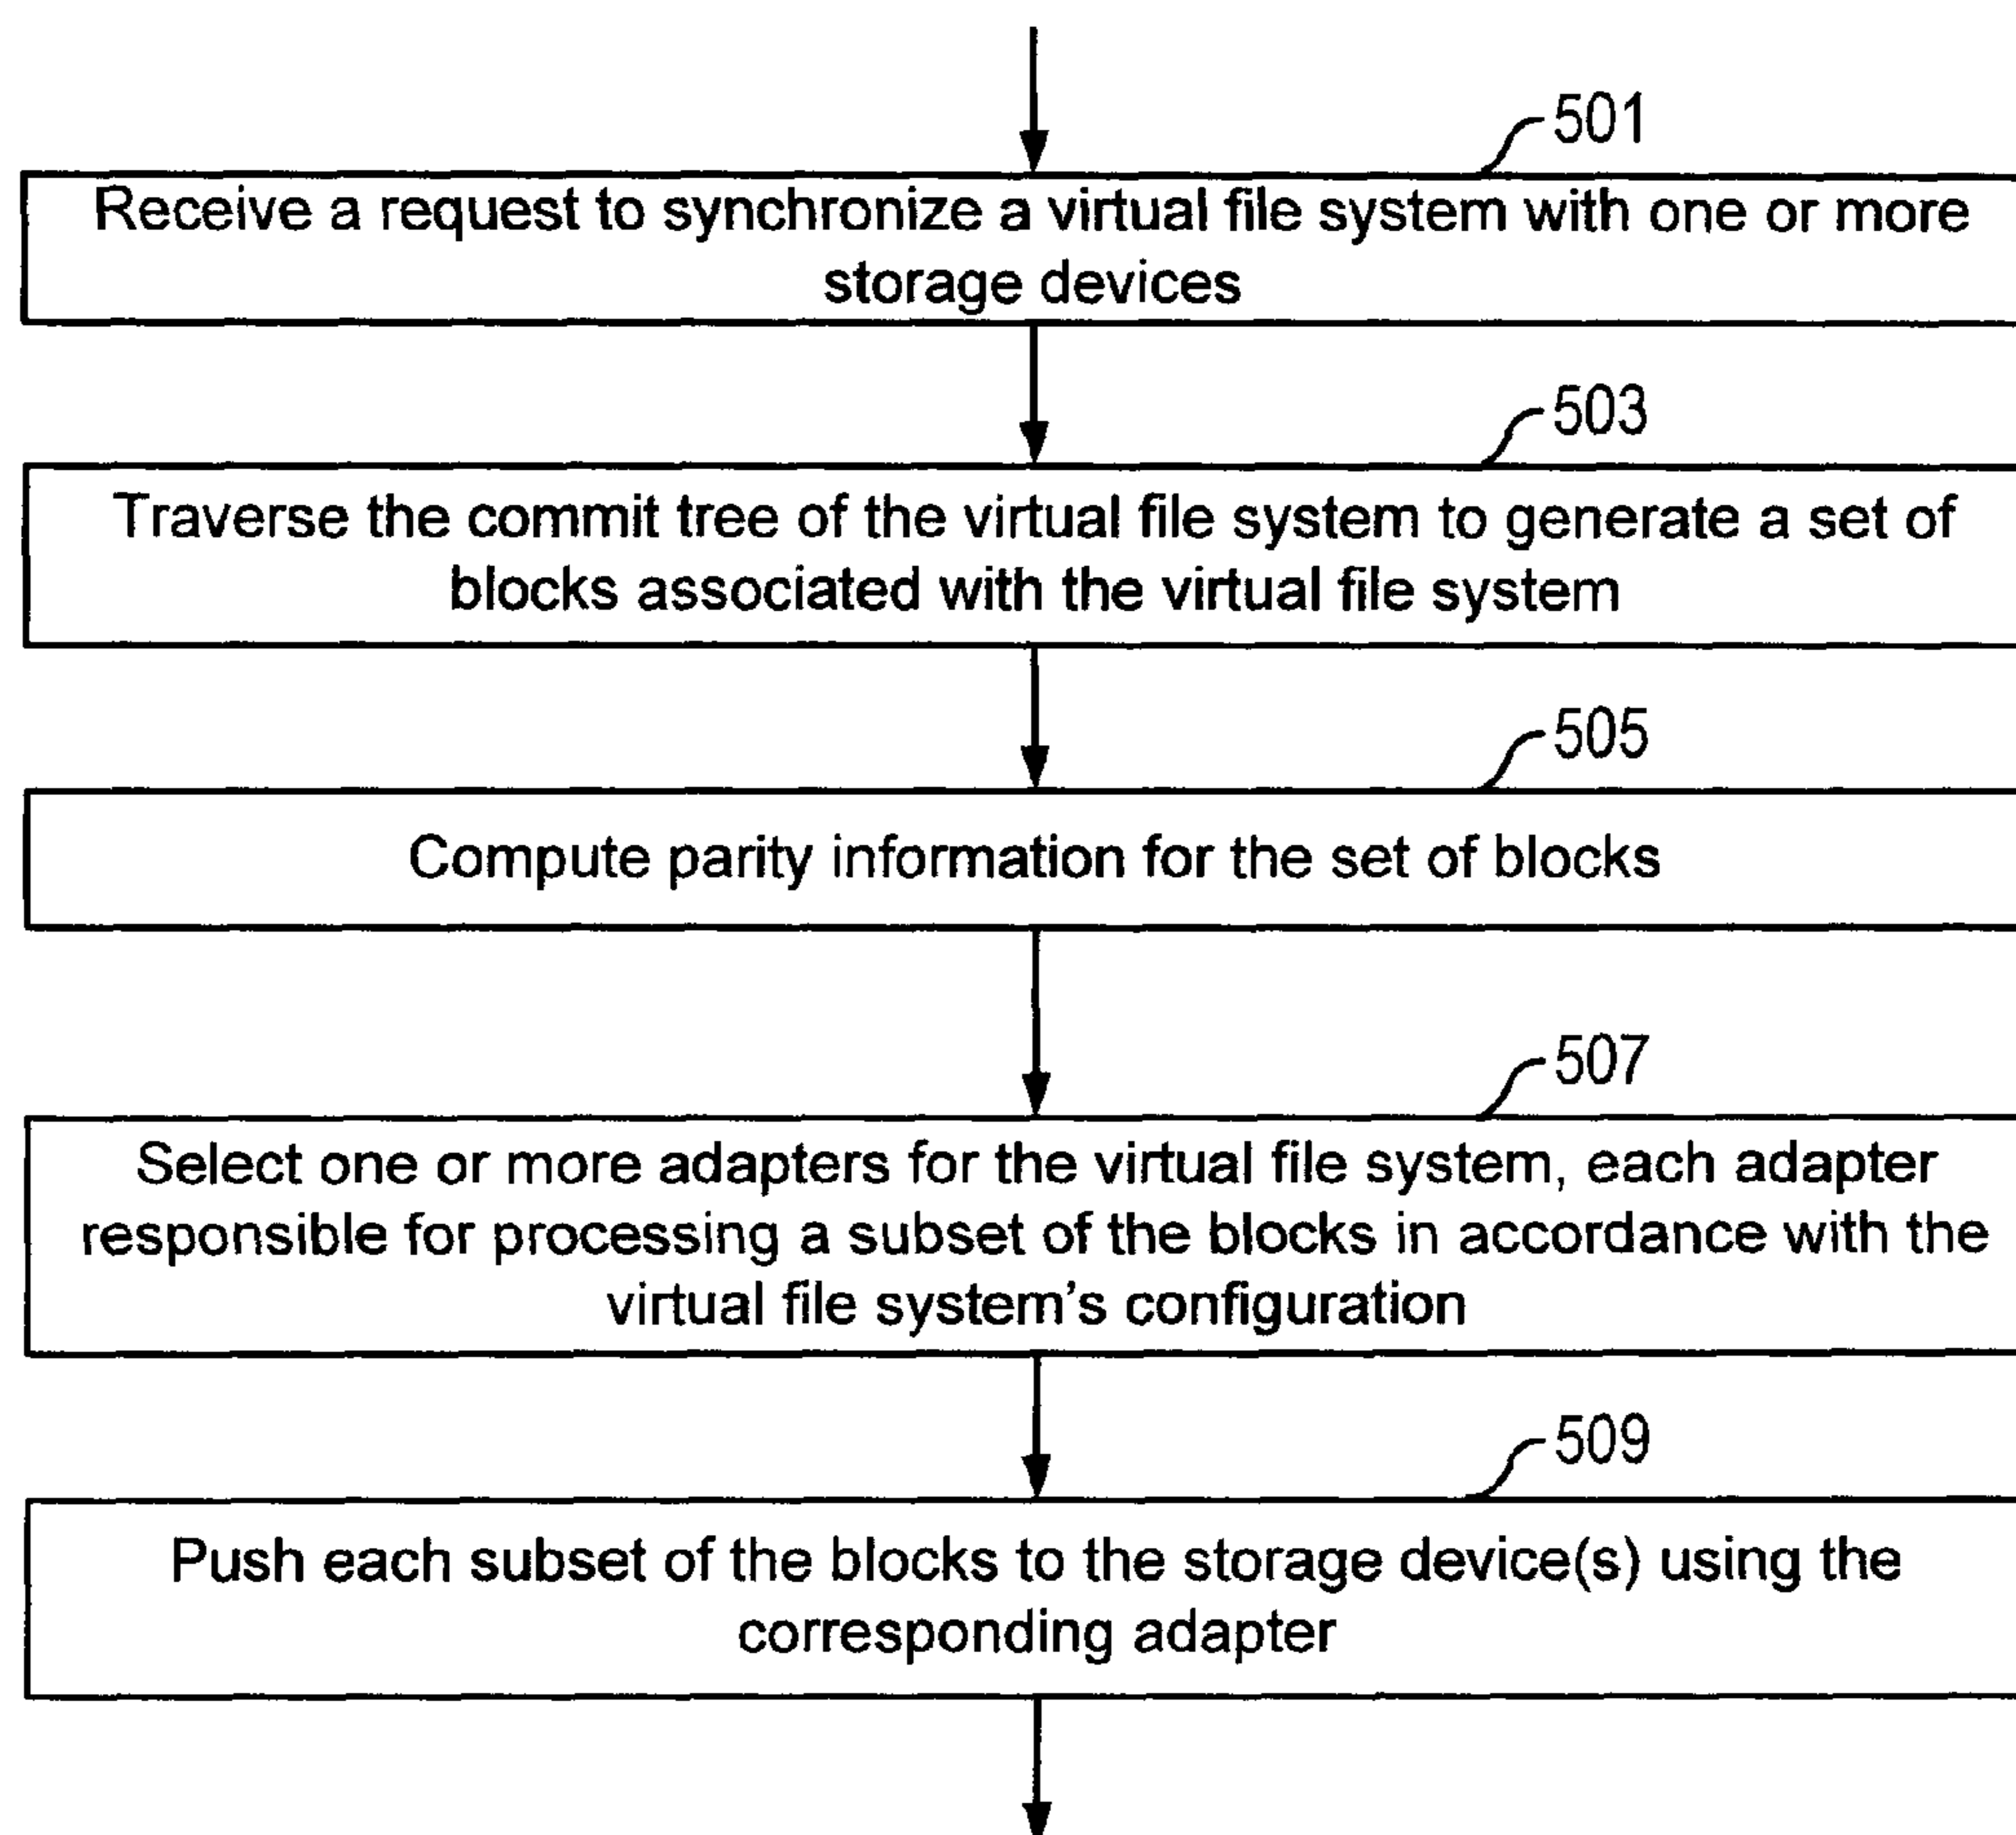 501
Receive a request to synchronize a virtual file system with one or more
storage devices
503
Traverse the commit tree of the virtual file system to generate a set of
blocks associated with the virtual file system
505
Compute parity information for the set of blocks
507
Select one or more adapters for the virtual file system, each adapter
responsible for processing a subset of the blocks in accordance with the
virtual file system's configuration
509
Push each subset of the blocks to the storage device(s) using the
corresponding adapter